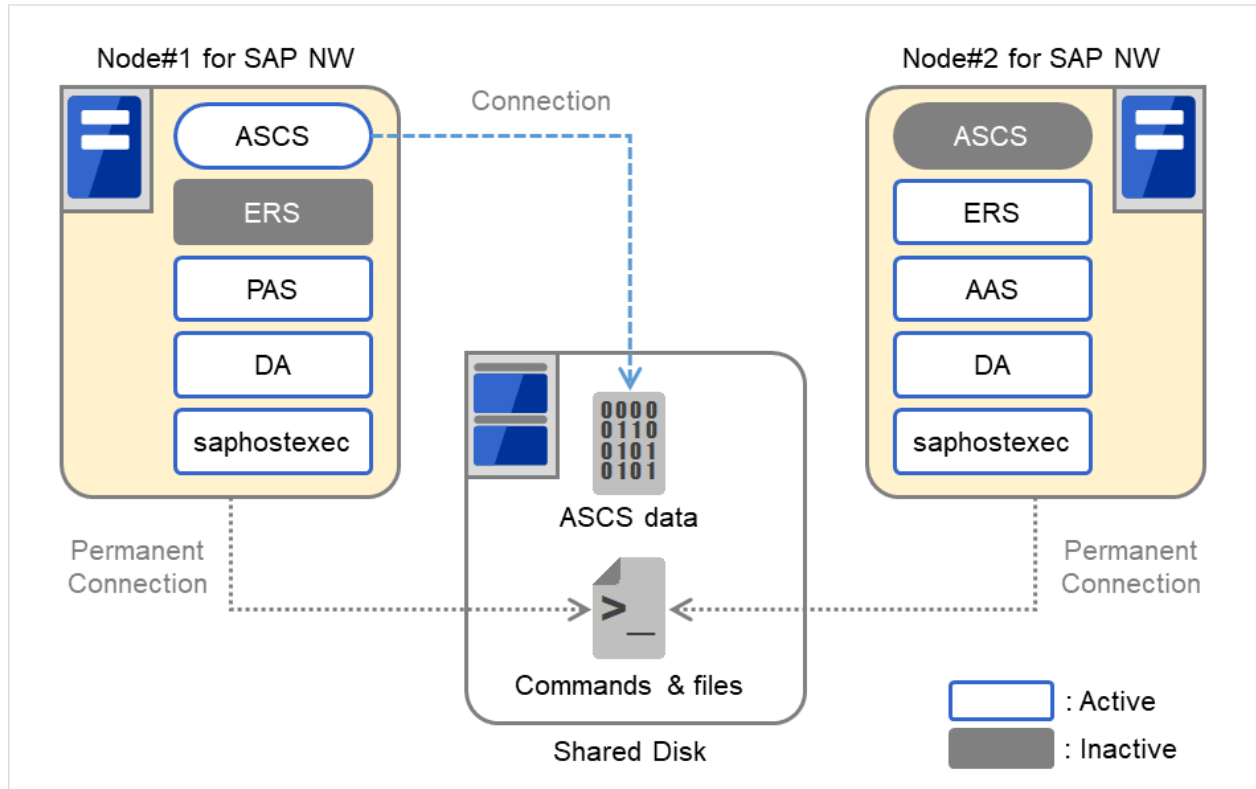 Node#1 for SAP NW
Node#2 for SAP NW
Connection
ASCS
ERS
PAS
DA
saphostexec
ASCS
ERS
AAS
DA
saphostexec
0000
0110
0101
0101
ASCS data
Permanent
Connection
Permanent
Connection
>_
Commands & files
Shared Disk
: Active
: Inactive